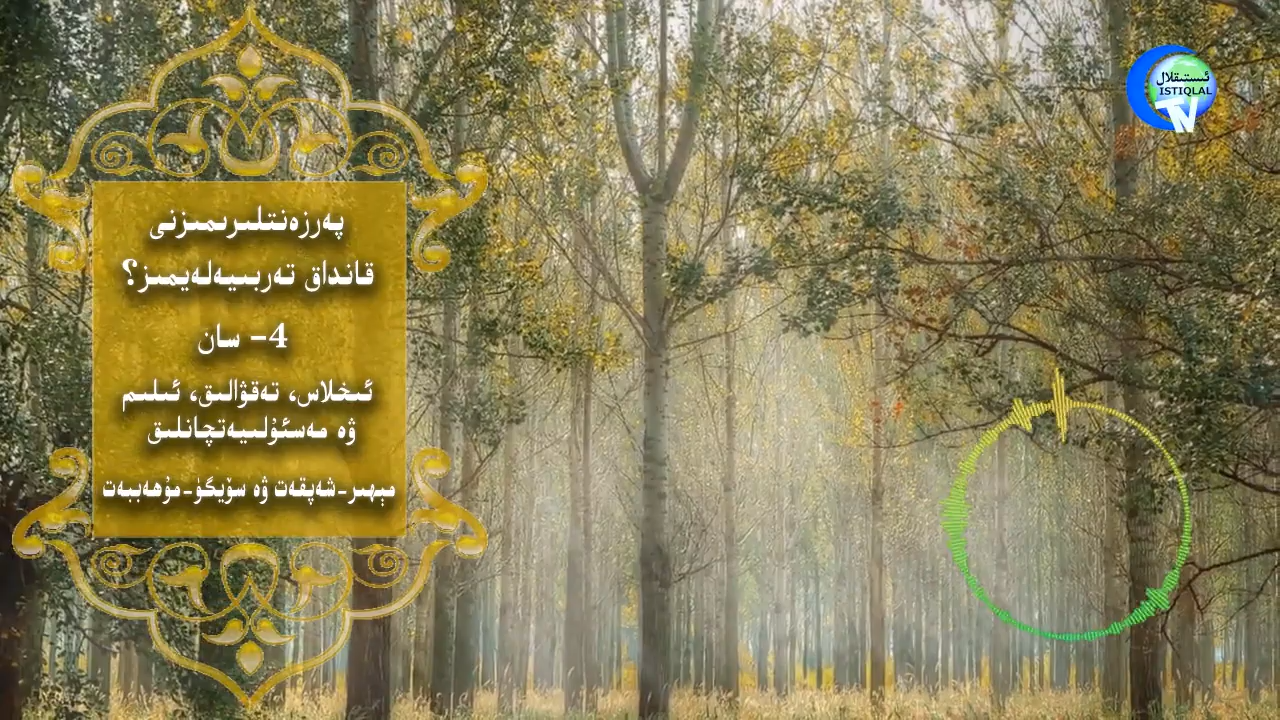 پەرزەنتلىرىمىزنى
قانداق تەربىيەلەيمىز؟
4- سان
ئىخلاس، تەقۋالىق، ئىلىم
ۋە مەسئۇلىيەتچانلىق
مېھىر-شەپقەت ۋە سۆيگۈ-مۇھەببەت
ئىستىقلال
ISTIQLAL
TV